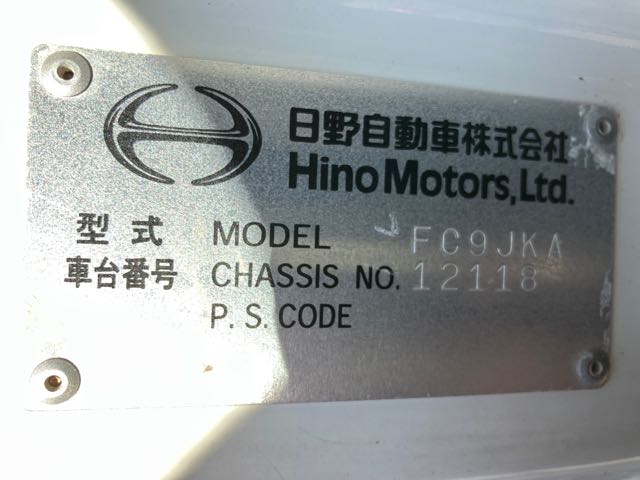 日野自動車株式会社
Hino Motors, Ltd.
型式 MODEL FC9JKA
車台番号 CHASSIS NO. 12118
P. S. CODE